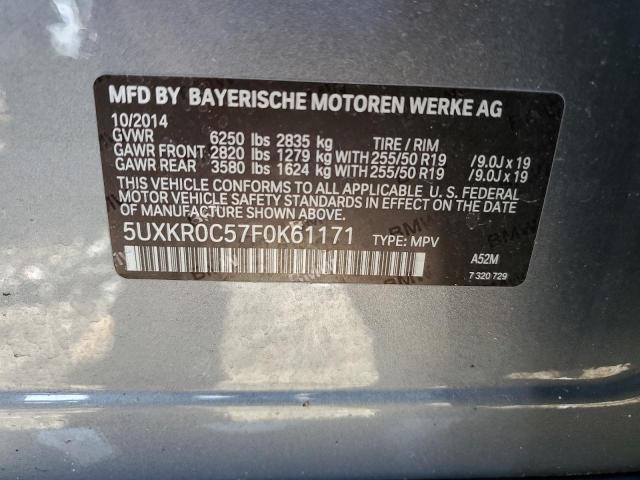 MFD BY BAYERISCHE MOTOREN WERKE AG
10/2014
GVWR 6250 lbs 2835 kg TIRE / RIM
GAWR FRONT 2820 lbs 1279 kg WITH 255/50 R19 /9.0J x 19
GAWR REAR 3580 lbs 1624 kg WITH 255/50 R19 /9.0J x 19
THIS VEHICLE CONFORMS TO ALL APPLICABLE U. S. FEDERAL
MOTOR VEHICLE SAFETY STANDARDS IN EFFECT ON THE
DATE OF MANUFACTURE SHOWN ABOVE.
5UXKR0C57F0K61171 TYPE: MPV A52M
7 320 729